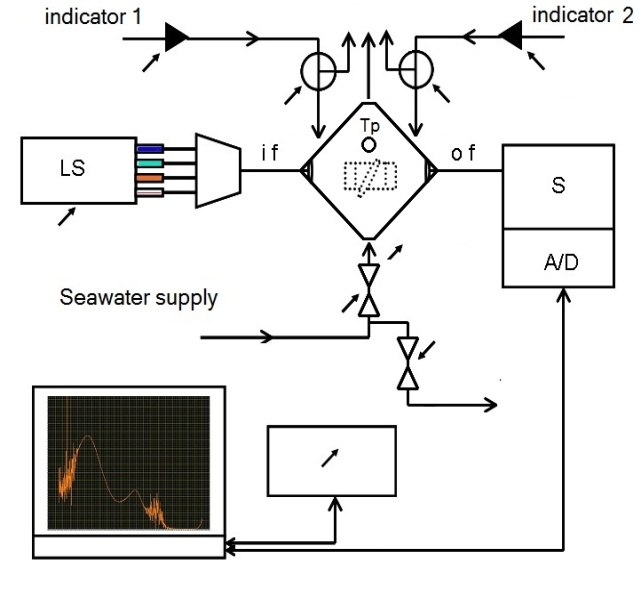 indicator 1
indicator 2
Tp
LS
i f
o f
S
A/D
Seawater supply